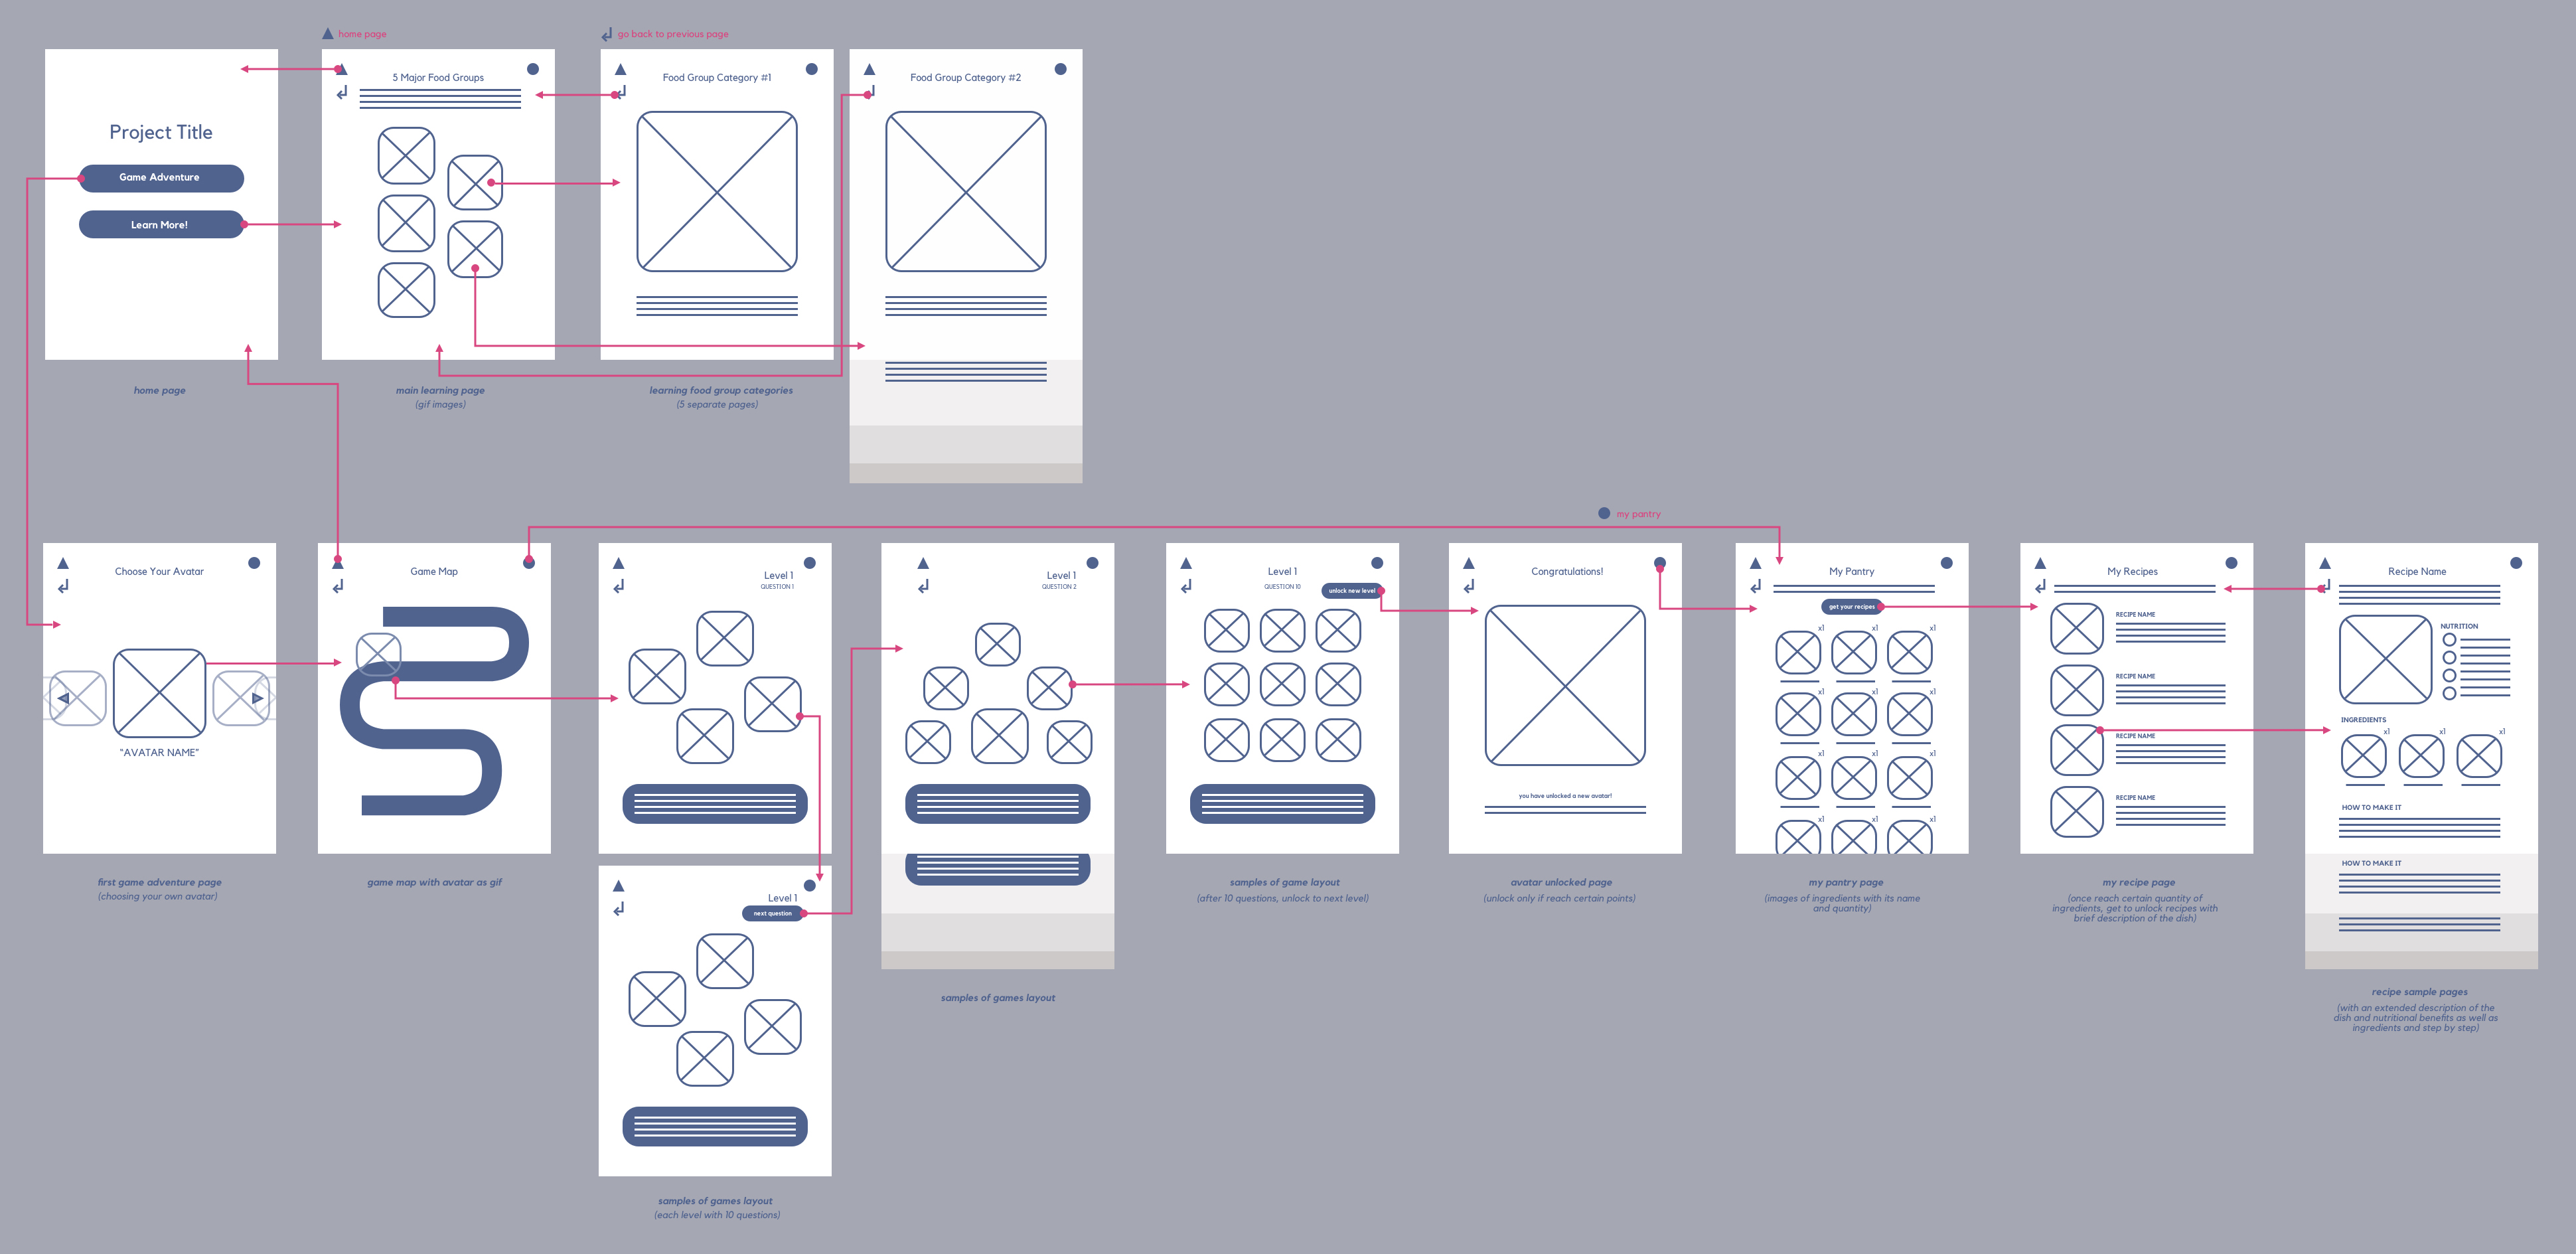 home page
go back to previous page
Project Title
Game Adventure
Learn More!
5 Major Food Groups
Food Group Category #1
Food Group Category #2
home page
main learning page
(gif images)
learning food group categories
(5 separate pages)
my pantry
Choose Your Avatar
"AVATAR NAME"
Game Map
Level 1
QUESTION 1
Level 1
QUESTION 2
Level 1
QUESTION 10
unlock new level
Congratulations!
you have unlocked a new avatar!
My Pantry
get your recipes
x1 x1 x1
x1 x1 x1
x1 x1 x1
x1 x1 x1
My Recipes
RECIPE NAME
RECIPE NAME
RECIPE NAME
RECIPE NAME
Recipe Name
NUTRITION
INGREDIENTS
x1 x1 x1
HOW TO MAKE IT
HOW TO MAKE IT
first game adventure page
(choosing your own avatar)
game map with avatar as gif
Level 1
next question
samples of games layout
(each level with 10 questions)
samples of games layout
samples of game layout
(after 10 questions, unlock to next level)
avatar unlocked page
(unlock only if reach certain points)
my pantry page
(images of ingredients with its name
and quantity)
my recipe page
(once reach certain quantity of
ingredients, get to unlock recipes with
brief description of the dish)
recipe sample pages
(with an extended description of the
dish and nutritional benefits as well as
ingredients and step by step)